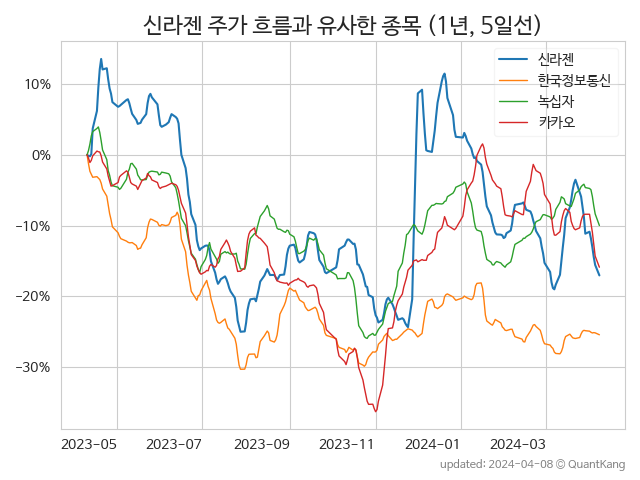 신라젠 주가 흐름과 유사한 종목 (1년, 5일선)
신라젠
한국정보통신
녹십자
카카오
10%
0%
−10%
−20%
−30%
2023-05 2023-07 2023-09 2023-11 2024-01 2024-03
updated: 2024-04-08 © QuantKang